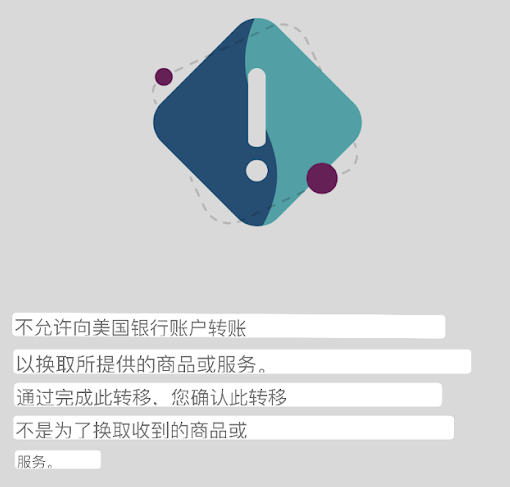 不允许向美国银行账户转账
以换取所提供的商品或服务。
通过完成此转移、您确认此转移
不是为了换取收到的商品或
服务。